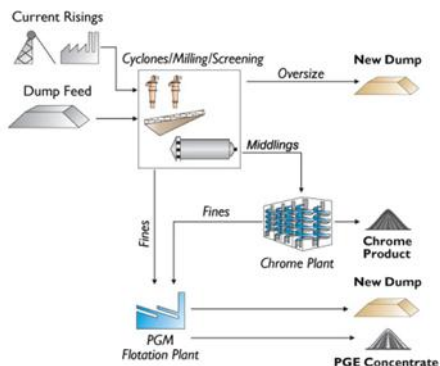 Current Risings
Cyclones/Milling/Screening
New Dump
Oversize
Dump Feed
Middlings
Fines
Fines
Chrome
Product
Chrome Plant
New Dump
PGM
Flotation Plant
PGE Concentrate